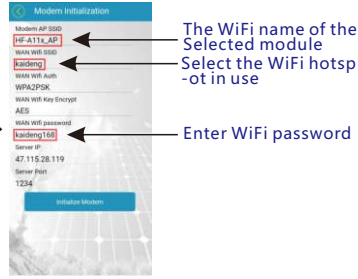 Modem Initialization
Modem AP SSID
HF-A11x_AP
WAN Wifi SSID
kaideng
WAN Wifi Auth
WPA2PSK
WAN Wifi Key Encrypt
AES
WAN Wifi password
kaideng168
Server IP
47.115.28.119
Server Port
1234
Initialize Modem
The WiFi name of the
Selected module
Select the WiFi hotsp
-ot in use
Enter WiFi password